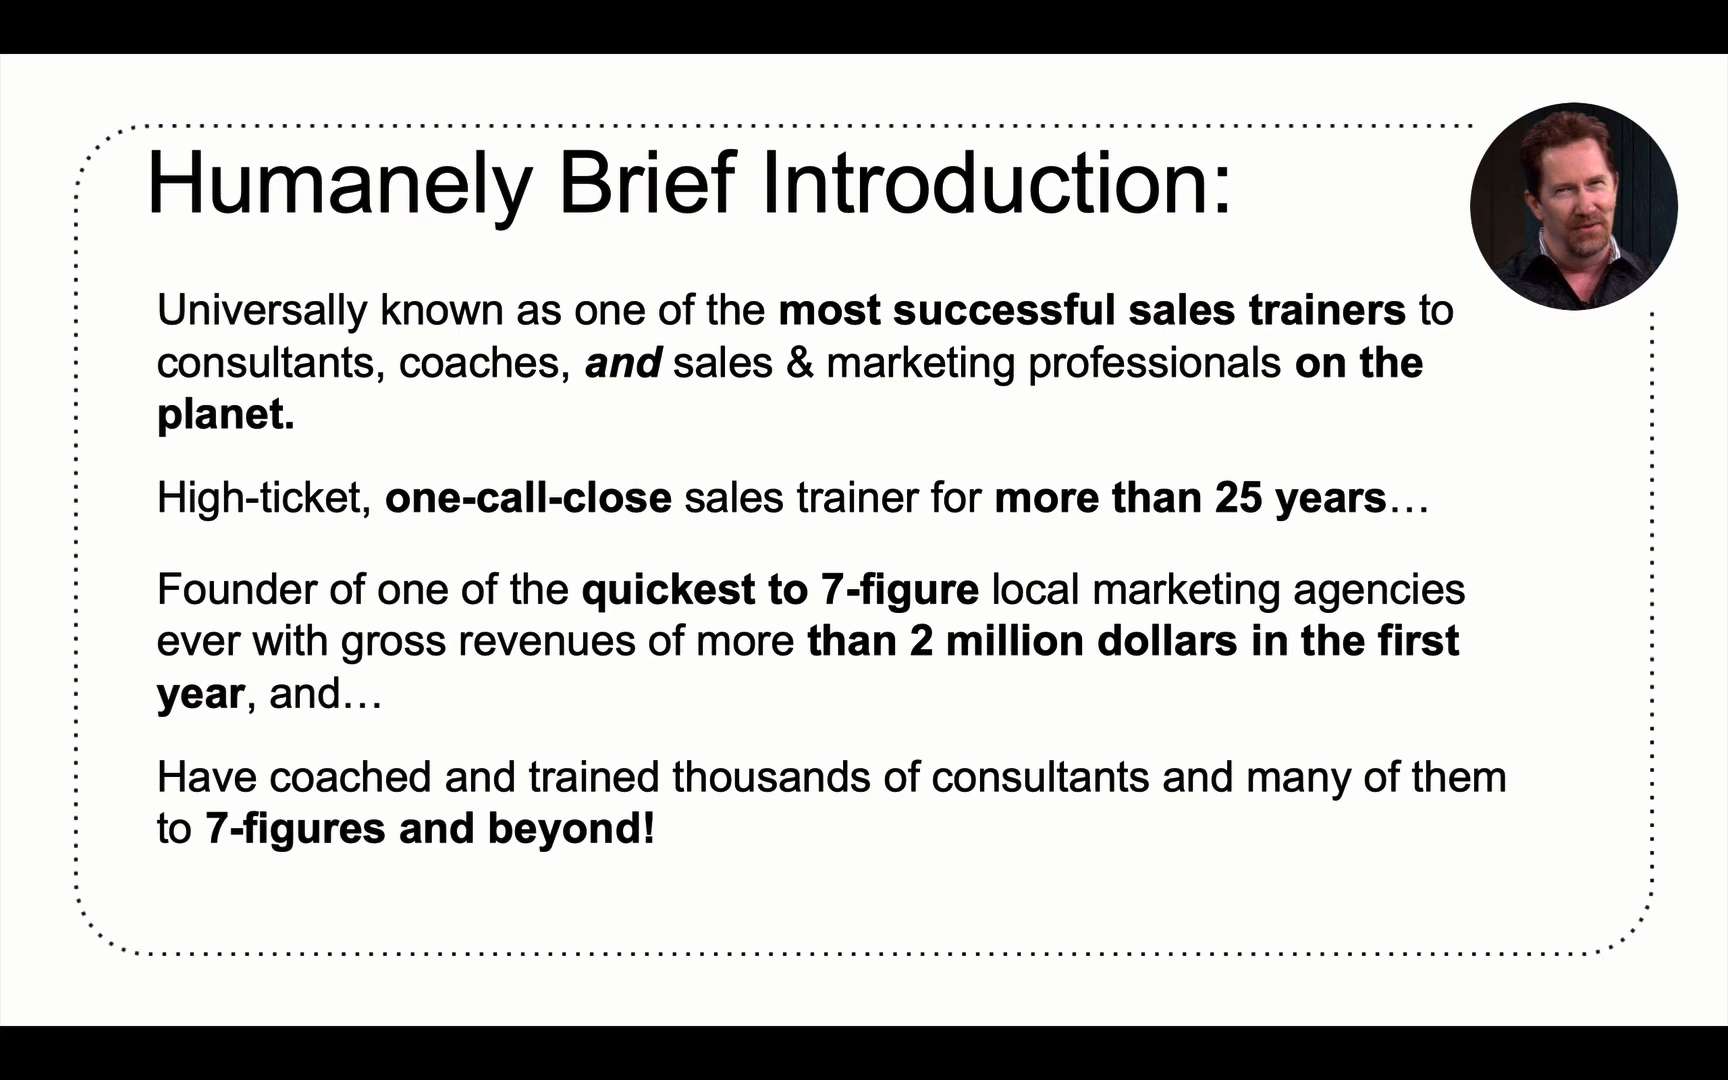 Humanely Brief Introduction:
Universally known as one of the most successful sales trainers to
consultants, coaches, and sales & marketing professionals on the
planet.
High-ticket, one-call-close sales trainer for more than 25 years…
Founder of one of the quickest to 7-figure local marketing agencies
ever with gross revenues of more than 2 million dollars in the first
year, and…
Have coached and trained thousands of consultants and many of them
to 7-figures and beyond!